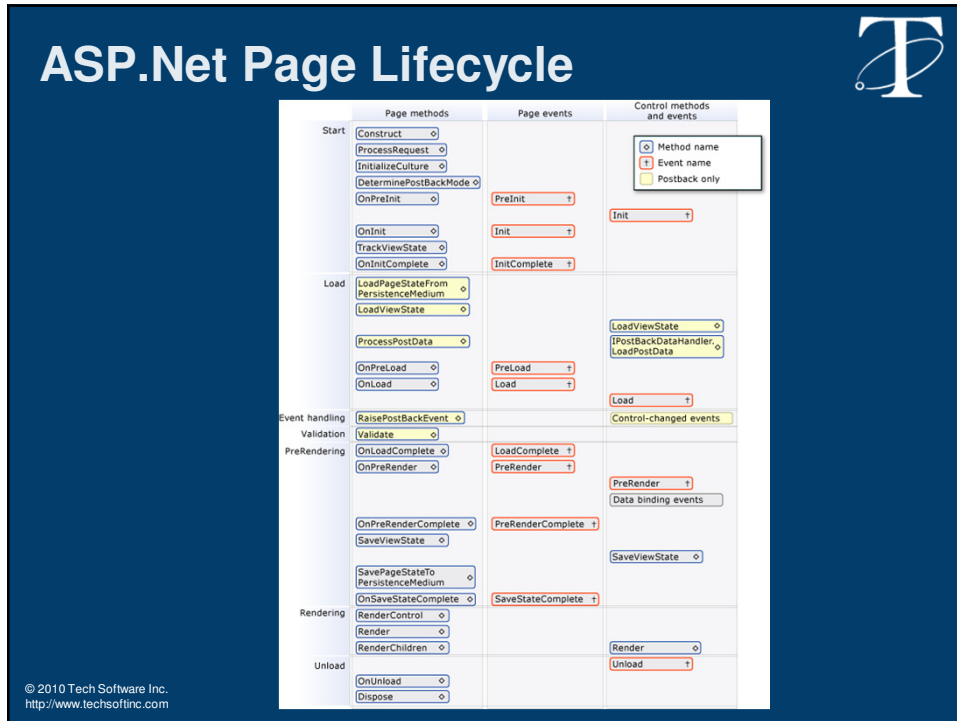 ASP.Net Page Lifecycle
T
Page methods Page events Control methods
and events
Start Construct
ProcessRequest
InitializeCulture
DeterminePostBackMode
OnPreInit PreInit †
Init †
OnInit Init †
TrackViewState
OnInitComplete InitComplete †
◇ Method name
† Event name
Postback only
Load LoadPageStateFrom
PersistenceMedium
LoadViewState
LoadViewState
ProcessPostData IPostBackDataHandler.
LoadPostData
OnPreLoad PreLoad †
OnLoad Load †
Load †
Event handling RaisePostBackEvent Control-changed events
Validation Validate
PreRendering OnLoadComplete LoadComplete †
OnPreRender PreRender †
PreRender †
Data binding events
OnPreRenderComplete PreRenderComplete †
SaveViewState
SaveViewState
SavePageStateTo
PersistenceMedium
OnSaveStateComplete SaveStateComplete †
Rendering RenderControl
Render
RenderChildren Render
Unload Unload †
OnUnload
Dispose
© 2010 Tech Software Inc.
http://www.techsoftinc.com